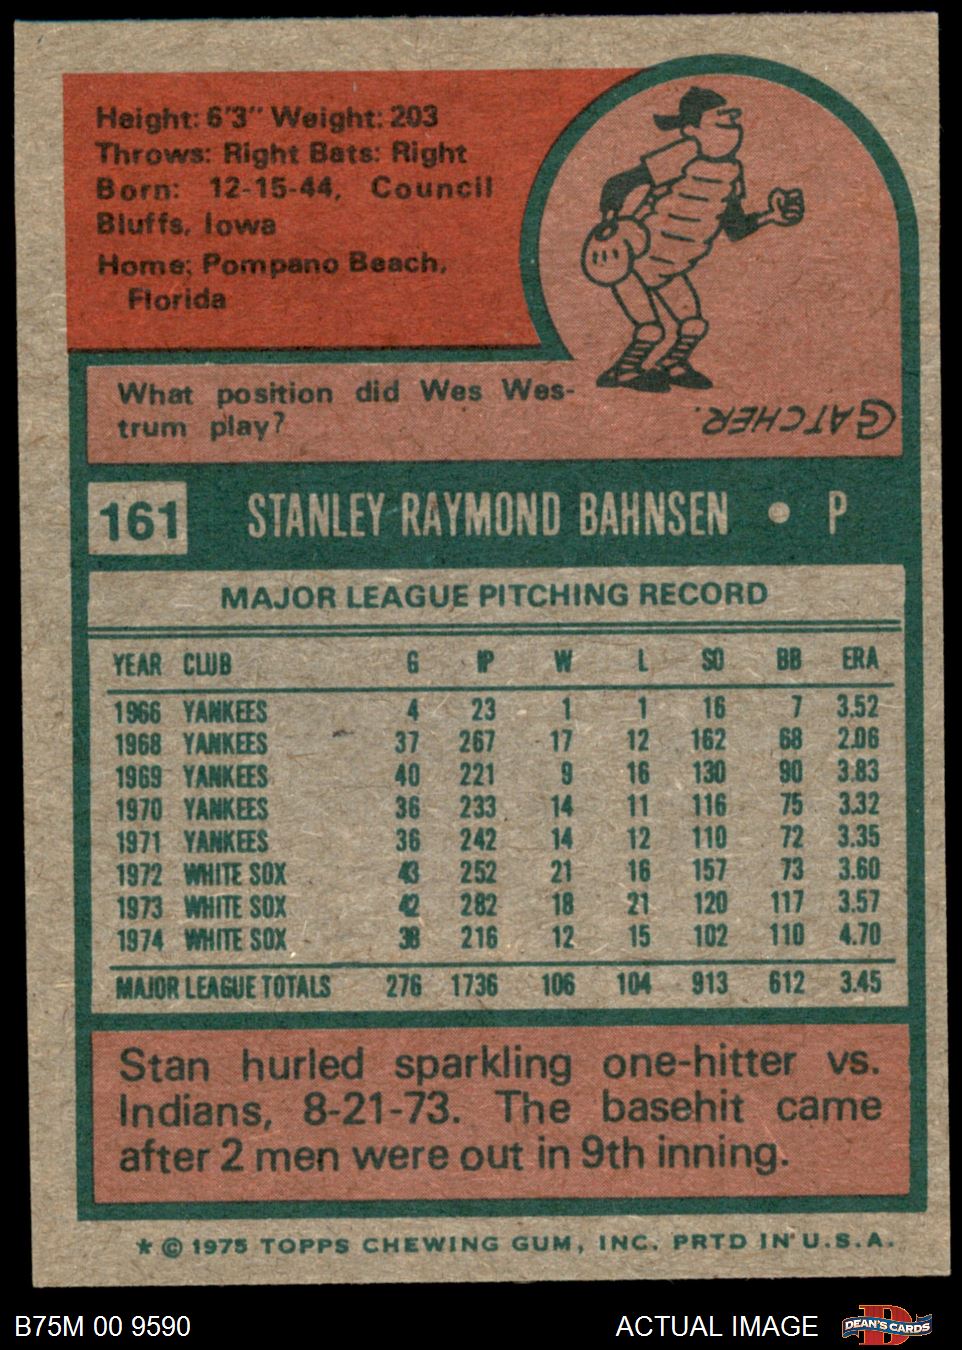 Height: 6'3" Weight: 203
Throws: Right Bats: Right
Born: 12-15-44, Council
Bluffs, Iowa
Home: Pompano Beach,
Florida
What position did Wes Wes-
trum play?
CATCHER.
161 STANLEY RAYMOND BAHNSEN • P
MAJOR LEAGUE PITCHING RECORD
YEAR CLUB G IP W L SO BB ERA
1966 YANKEES 4 23 1 1 16 7 3.52
1968 YANKEES 37 267 17 12 162 68 2.06
1969 YANKEES 40 221 9 16 130 90 3.83
1970 YANKEES 36 233 14 11 116 75 3.32
1971 YANKEES 36 242 14 12 110 72 3.35
1972 WHITE SOX 43 252 21 16 157 73 3.60
1973 WHITE SOX 42 282 18 21 120 117 3.57
1974 WHITE SOX 38 216 12 15 102 110 4.70
MAJOR LEAGUE TOTALS 276 1736 106 104 913 612 3.45
Stan hurled sparkling one-hitter vs.
Indians, 8-21-73. The basehit came
after 2 men were out in 9th inning.
* © 1975 TOPPS CHEWING GUM, INC. PRTD IN U.S.A.
B75M 00 9590 ACTUAL IMAGE DEAN'S CARDS